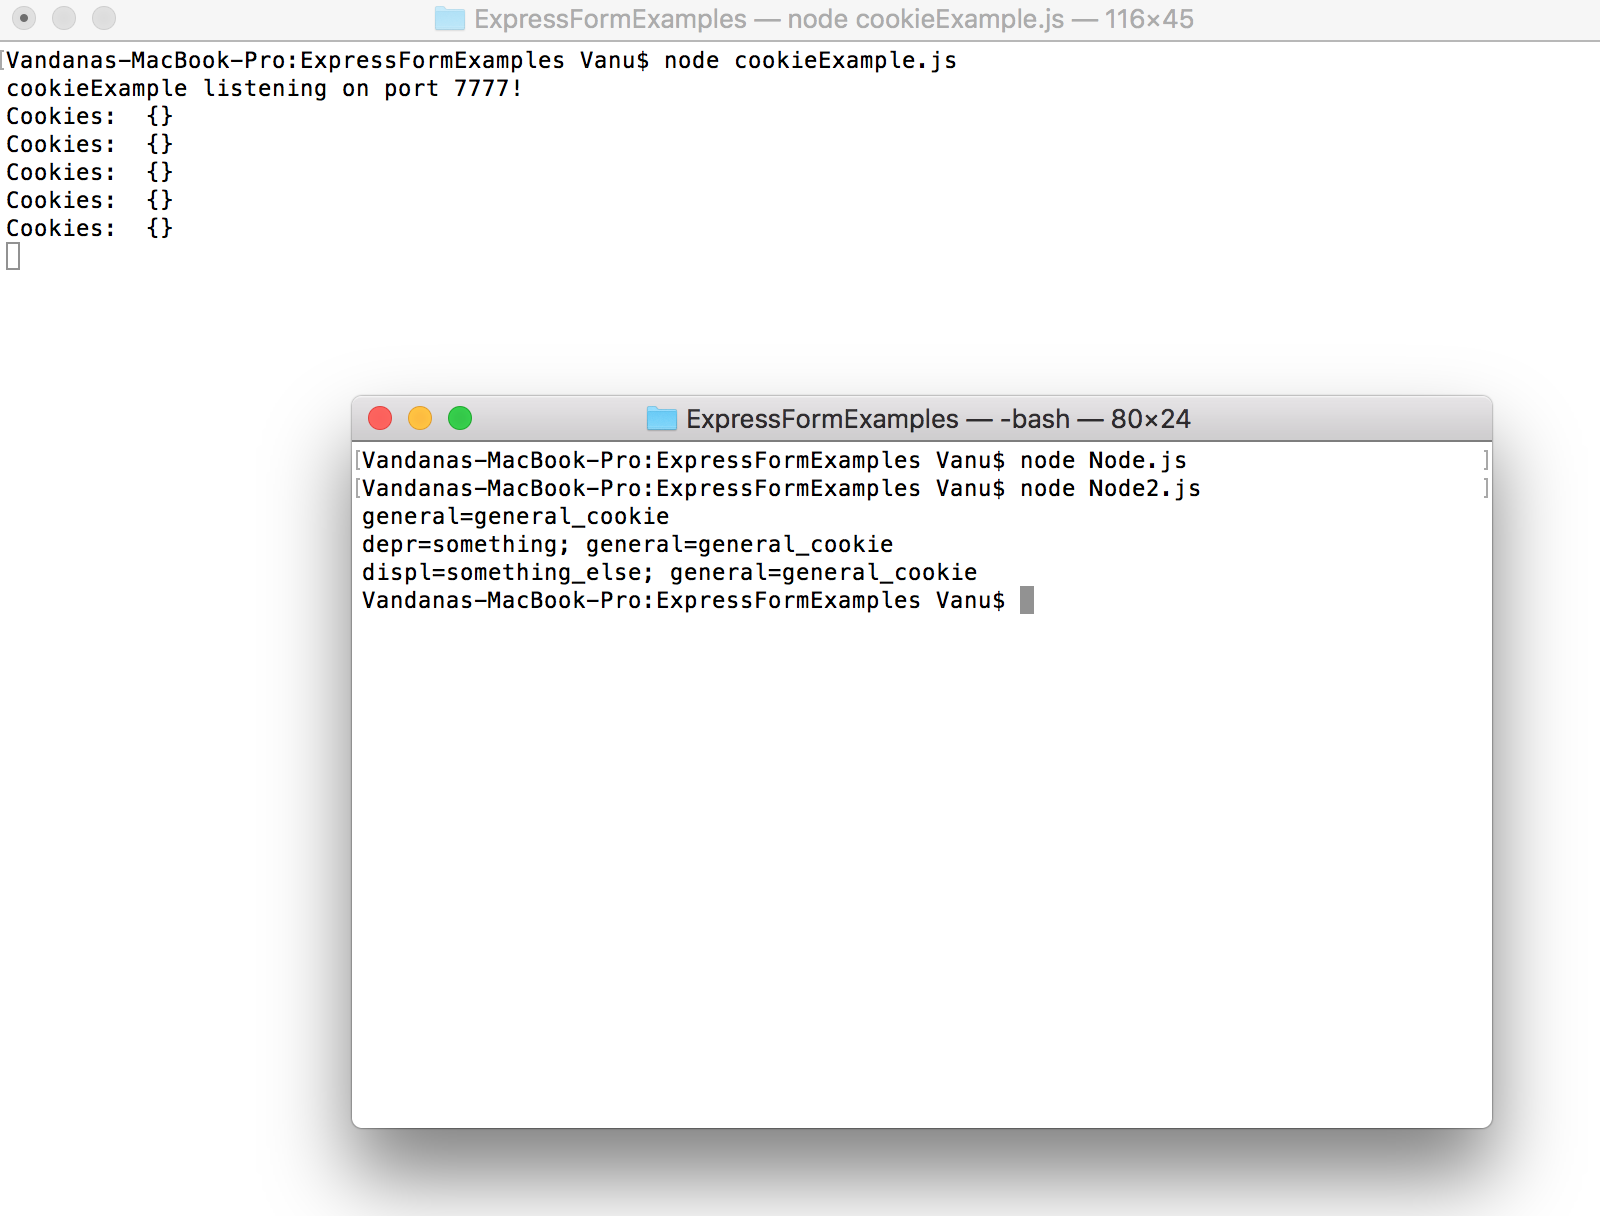 ExpressFormExamples — node cookieExample.js — 116×45
[Vandanas-MacBook-Pro:ExpressFormExamples Vanu$ node cookieExample.js
cookieExample listening on port 7777!
Cookies:  {}
Cookies:  {}
Cookies:  {}
Cookies:  {}
Cookies:  {}
ExpressFormExamples — -bash — 80×24
[Vandanas-MacBook-Pro:ExpressFormExamples Vanu$ node Node.js ]
[Vandanas-MacBook-Pro:ExpressFormExamples Vanu$ node Node2.js ]
general=general_cookie
depr=something; general=general_cookie
displ=something_else; general=general_cookie
Vandanas-MacBook-Pro:ExpressFormExamples Vanu$